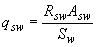 q_sw = R_sw A_sw / S_w